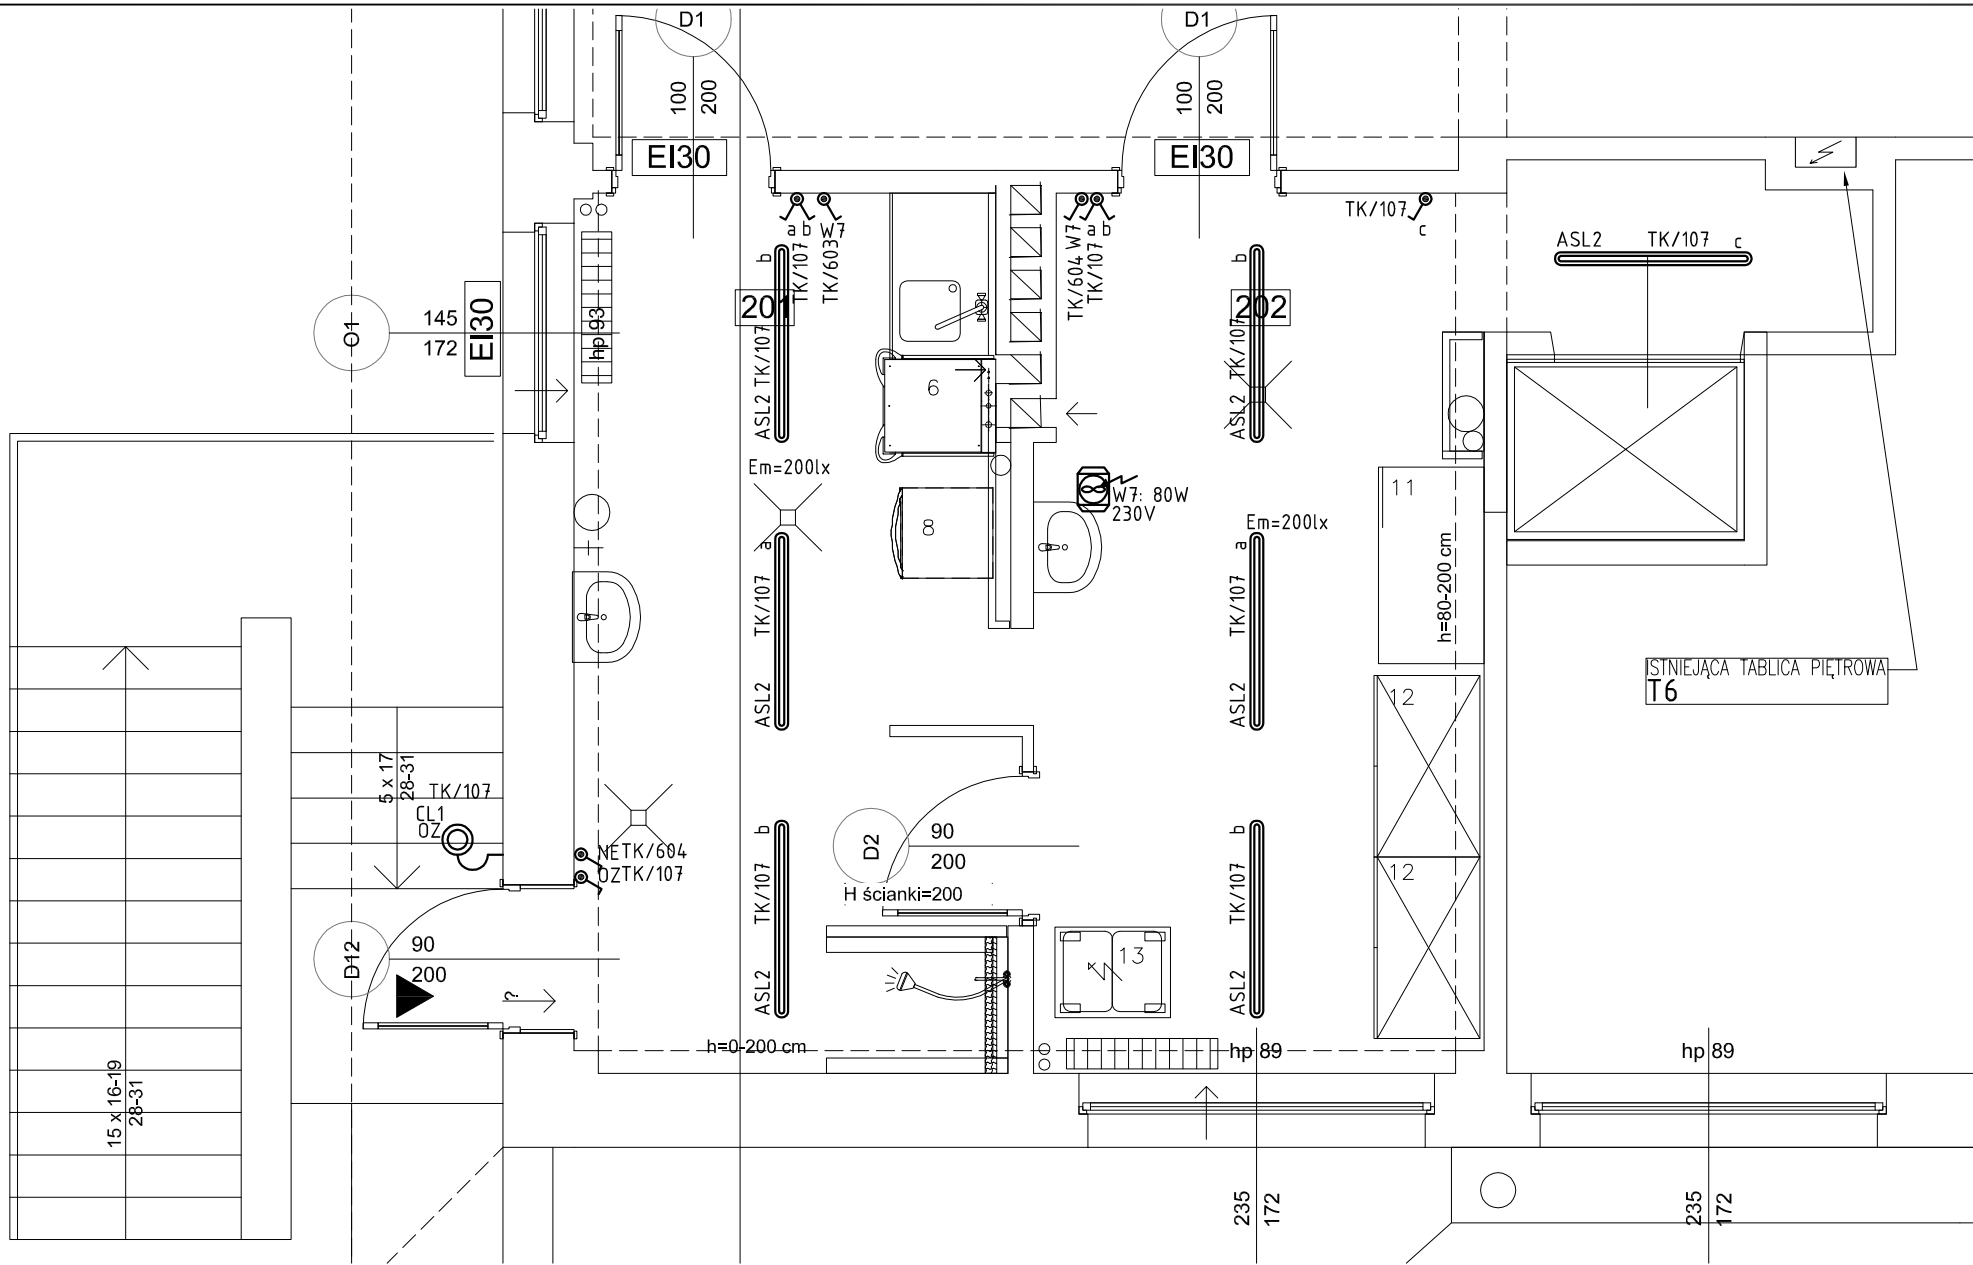 D1
D1
100
200
100
200
EI30
EI30
a b
W7
TK/107
TK/603
W7
a b
TK/604
TK/107
TK/107
c
ASL2
TK/107
c
O1
145
172
EI30
hp 93
201
b
TK/107
ASL2
202
b
TK/107
ASL2
6
Em=200lx
8
W7: 80W
230V
Em=200lx
11
h=80-200 cm
a
TK/107
ASL2
a
TK/107
ASL2
ISTNIEJĄCA TABLICA PIĘTROWA
T6
12
12
5 x 17
28-31
TK/107
CL1
OZ
NETK/604
OZTK/107
b
TK/107
ASL2
D2
90
200
H ścianki=200
b
TK/107
ASL2
D12
90
200
?
13
h=0-200 cm
hp 89
hp 89
15 x 16-19
28-31
235
172
235
172